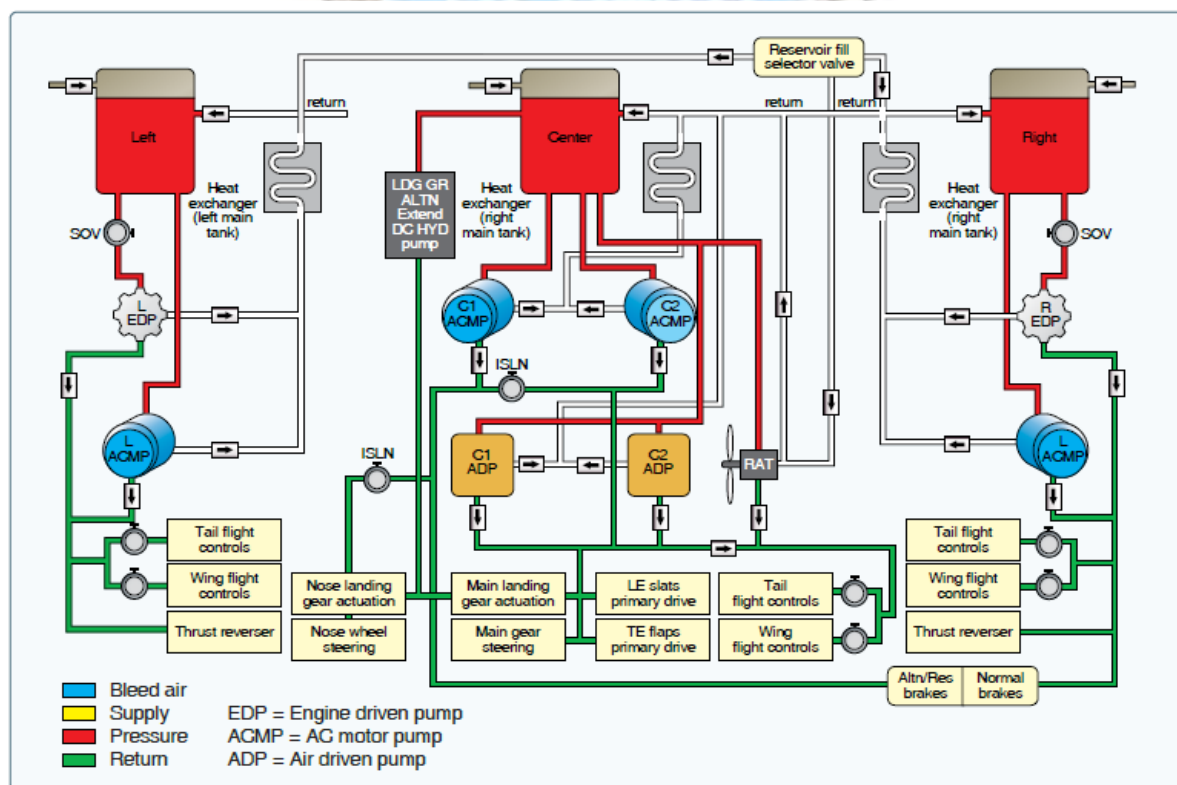 Reservoir fill
selector valve
return
return
return
Left
Center
Right
LDG GR
ALTN
Extend
DC HYD
pump
Heat
exchanger
(left main
tank)
Heat
exchanger
(right
main tank)
Heat
exchanger
(right
main tank)
SOV
SOV
L
EDP
C1
ACMP
C2
ACMP
R
EDP
ISLN
L
ACMP
ISLN
C1
ADP
C2
ADP
RAT
L
ACMP
Tail flight
controls
Wing flight
controls
Thrust reverser
Nose landing
gear actuation
Nose wheel
steering
Main landing
gear actuation
Main gear
steering
LE slats
primary drive
TE flaps
primary drive
Tail
flight controls
Wing
flight controls
Tail flight
controls
Wing flight
controls
Thrust reverser
Altn/Res
brakes
Normal
brakes
Bleed air
Supply
Pressure
Return
EDP = Engine driven pump
ACMP = AC motor pump
ADP = Air driven pump